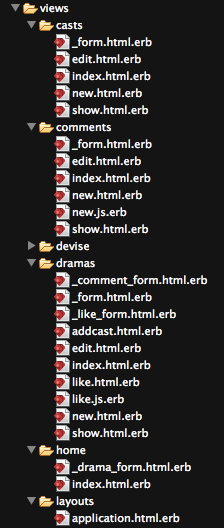 views
casts
_form.html.erb
edit.html.erb
index.html.erb
new.html.erb
show.html.erb
comments
_form.html.erb
edit.html.erb
index.html.erb
new.html.erb
new.js.erb
show.html.erb
devise
dramas
_comment_form.html.erb
_form.html.erb
_like_form.html.erb
addcast.html.erb
edit.html.erb
index.html.erb
like.html.erb
like.js.erb
new.html.erb
show.html.erb
home
_drama_form.html.erb
index.html.erb
layouts
application.html.erb